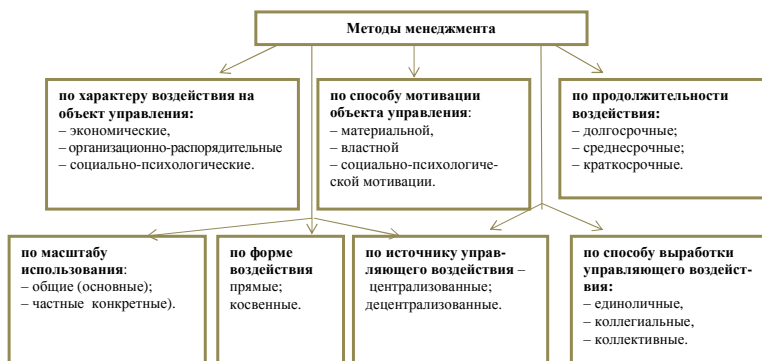 Методы менеджмента
по характеру воздействия на
объект управления:
– экономические,
– организационно-распорядительные
– социально-психологические.
по способу мотивации
объекта управления:
– материальной,
– властной
– социально-психологиче-
ской мотивации.
по продолжительности
воздействия:
– долгосрочные;
– среднесрочные;
– краткосрочные.
по масштабу
использования:
– общие (основные);
– частные конкретные).
по форме
воздействия
прямые;
косвенные.
по источнику управ-
ляющего воздействия –
централизованные;
децентрализованные.
по способу выработки
управляющего воздейст-
вия:
– единоличные,
– коллегиальные,
– коллективные.